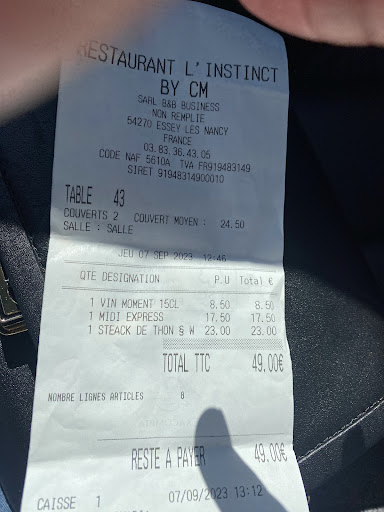 RESTAURANT L'INSTINCT
BY CM
SARL B&B BUSINESS
NON REMPLIE
54270 ESSEY LES NANCY
FRANCE
03.83.36.43.05
CODE NAF 5610A TVA FR919483149
SIRET 91948314900010
TABLE 43
COUVERTS 2 COUVERT MOYEN : 24.50
SALLE : SALLE
JEU 07 SEP 2023 12:46
QTE DESIGNATION P.U Total €
1 VIN MOMENT 15CL 8.50 8.50
1 MIDI EXPRESS 17.50 17.50
1 STEACK DE THON § W 23.00 23.00
TOTAL TTC 49.00€
NOMBRE LIGNES ARTICLES 8
RESTE A PAYER 49.00€
CAISSE 1 07/09/2023 13:12